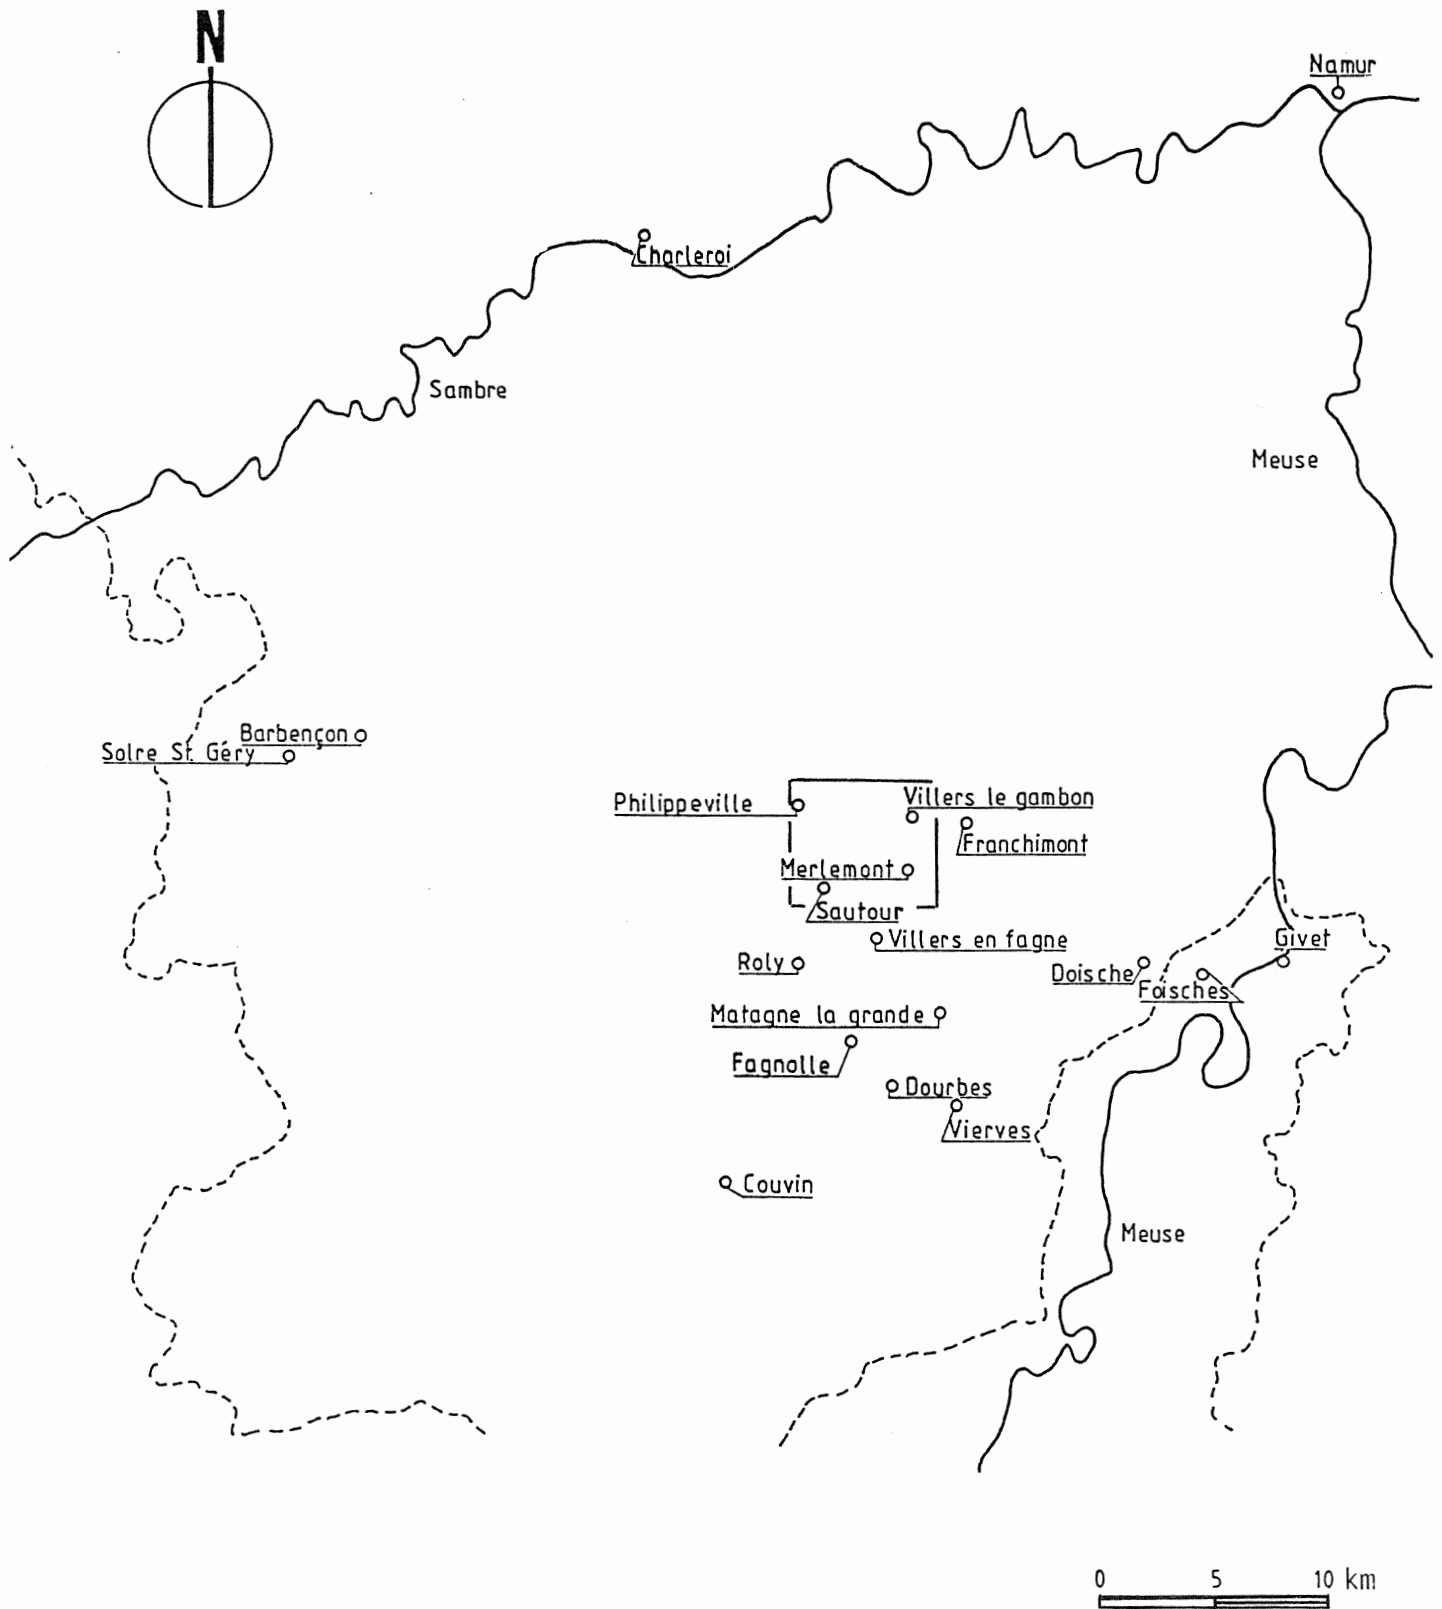 N
Namur
Charleroi
Sambre
Meuse
Barbençon
Solre St. Géry
Philippeville
Villers le gambon
Franchimont
Merlemont
Sautour
Villers en fagne
Givet
Roly
Doische
Foisches
Matagne la grande
Fagnolle
Dourbes
Vierves
Couvin
Meuse
0 5 10 km